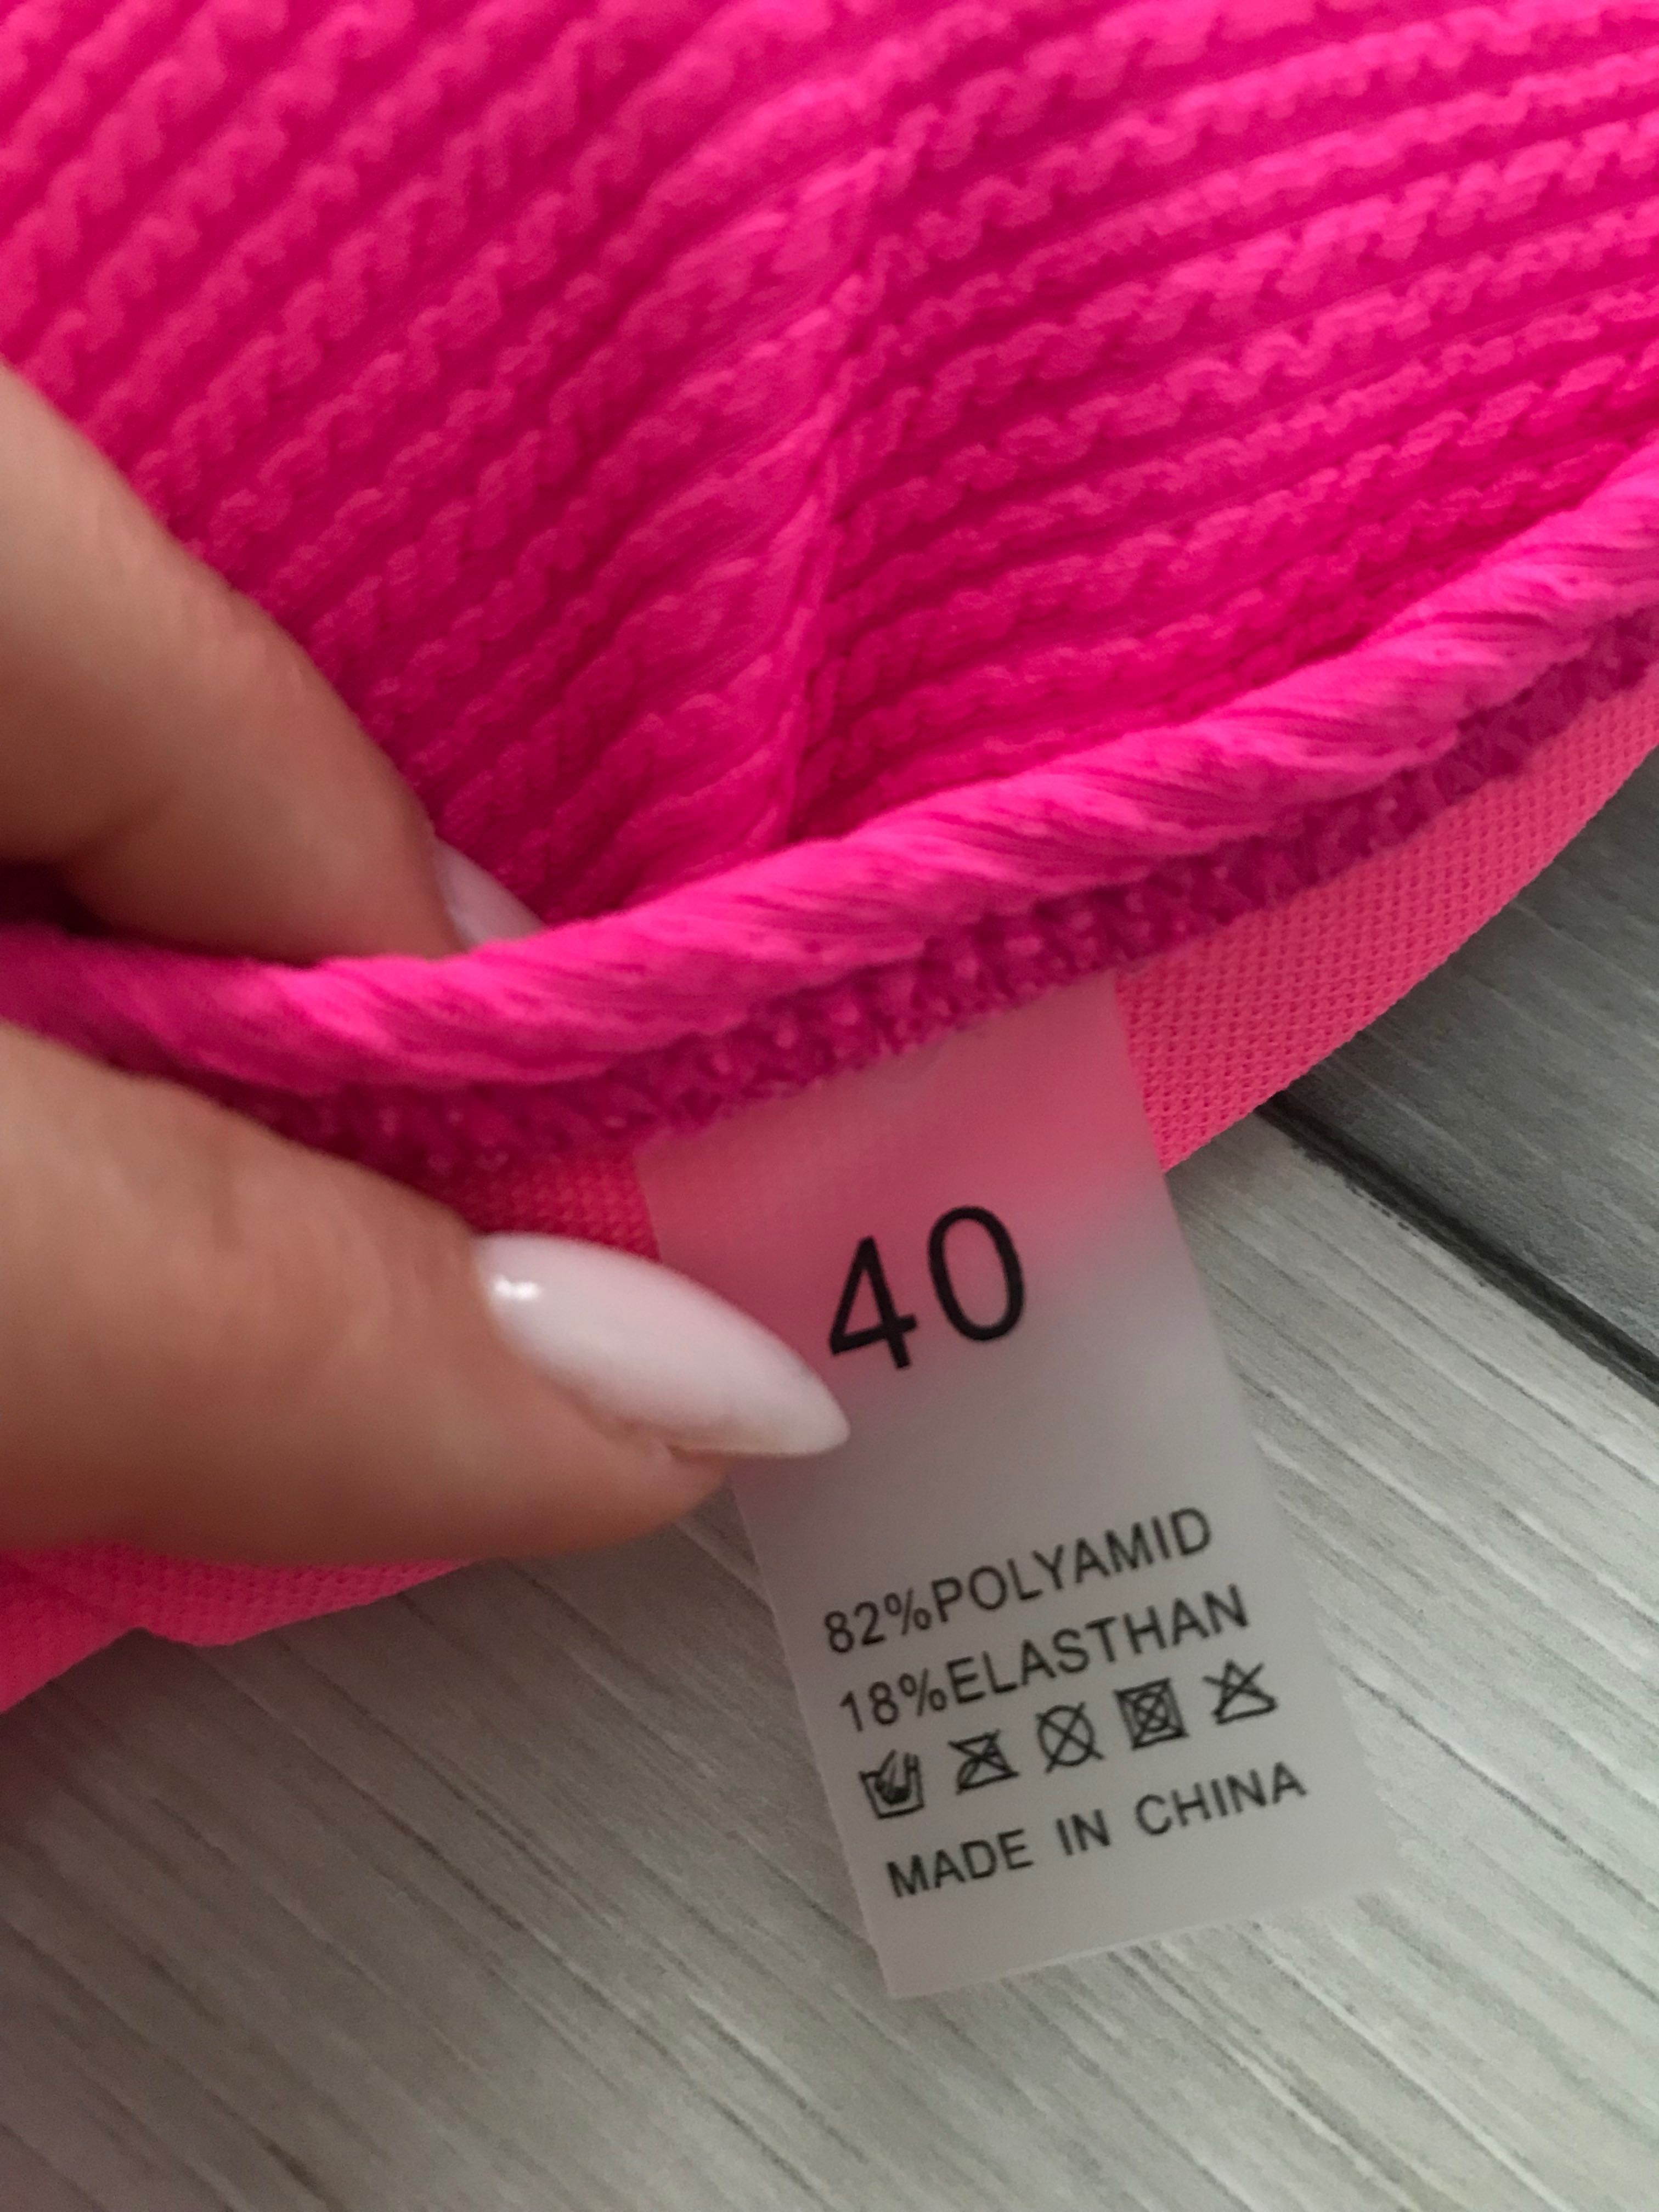 40
82%POLYAMID
18%ELASTHAN
MADE IN CHINA